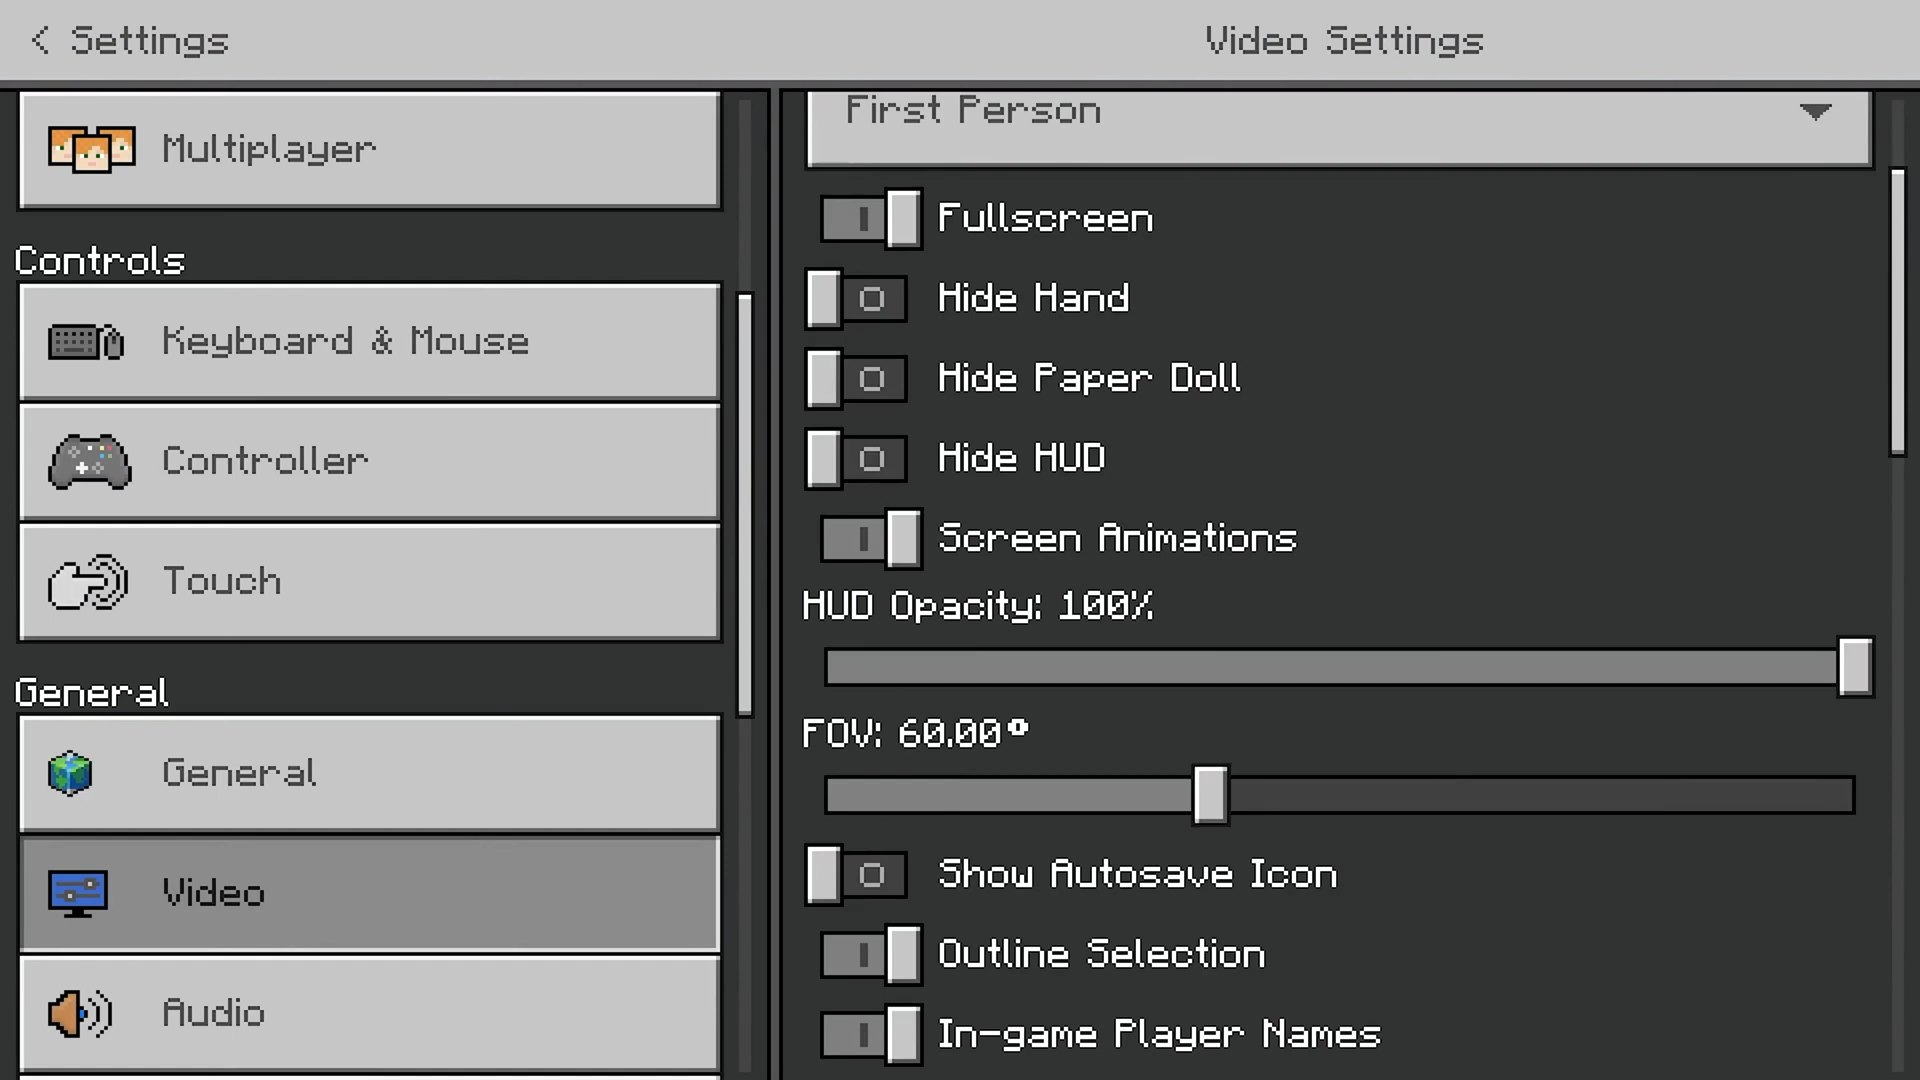 Settings
Video Settings
Multiplayer
Controls
Keyboard & Mouse
Controller
Touch
General
General
Video
Audio
First Person
Fullscreen
Hide Hand
Hide Paper Doll
Hide HUD
Screen Animations
HUD Opacity: 100%
FOV: 60.00°
Show Autosave Icon
Outline Selection
In-game Player Names